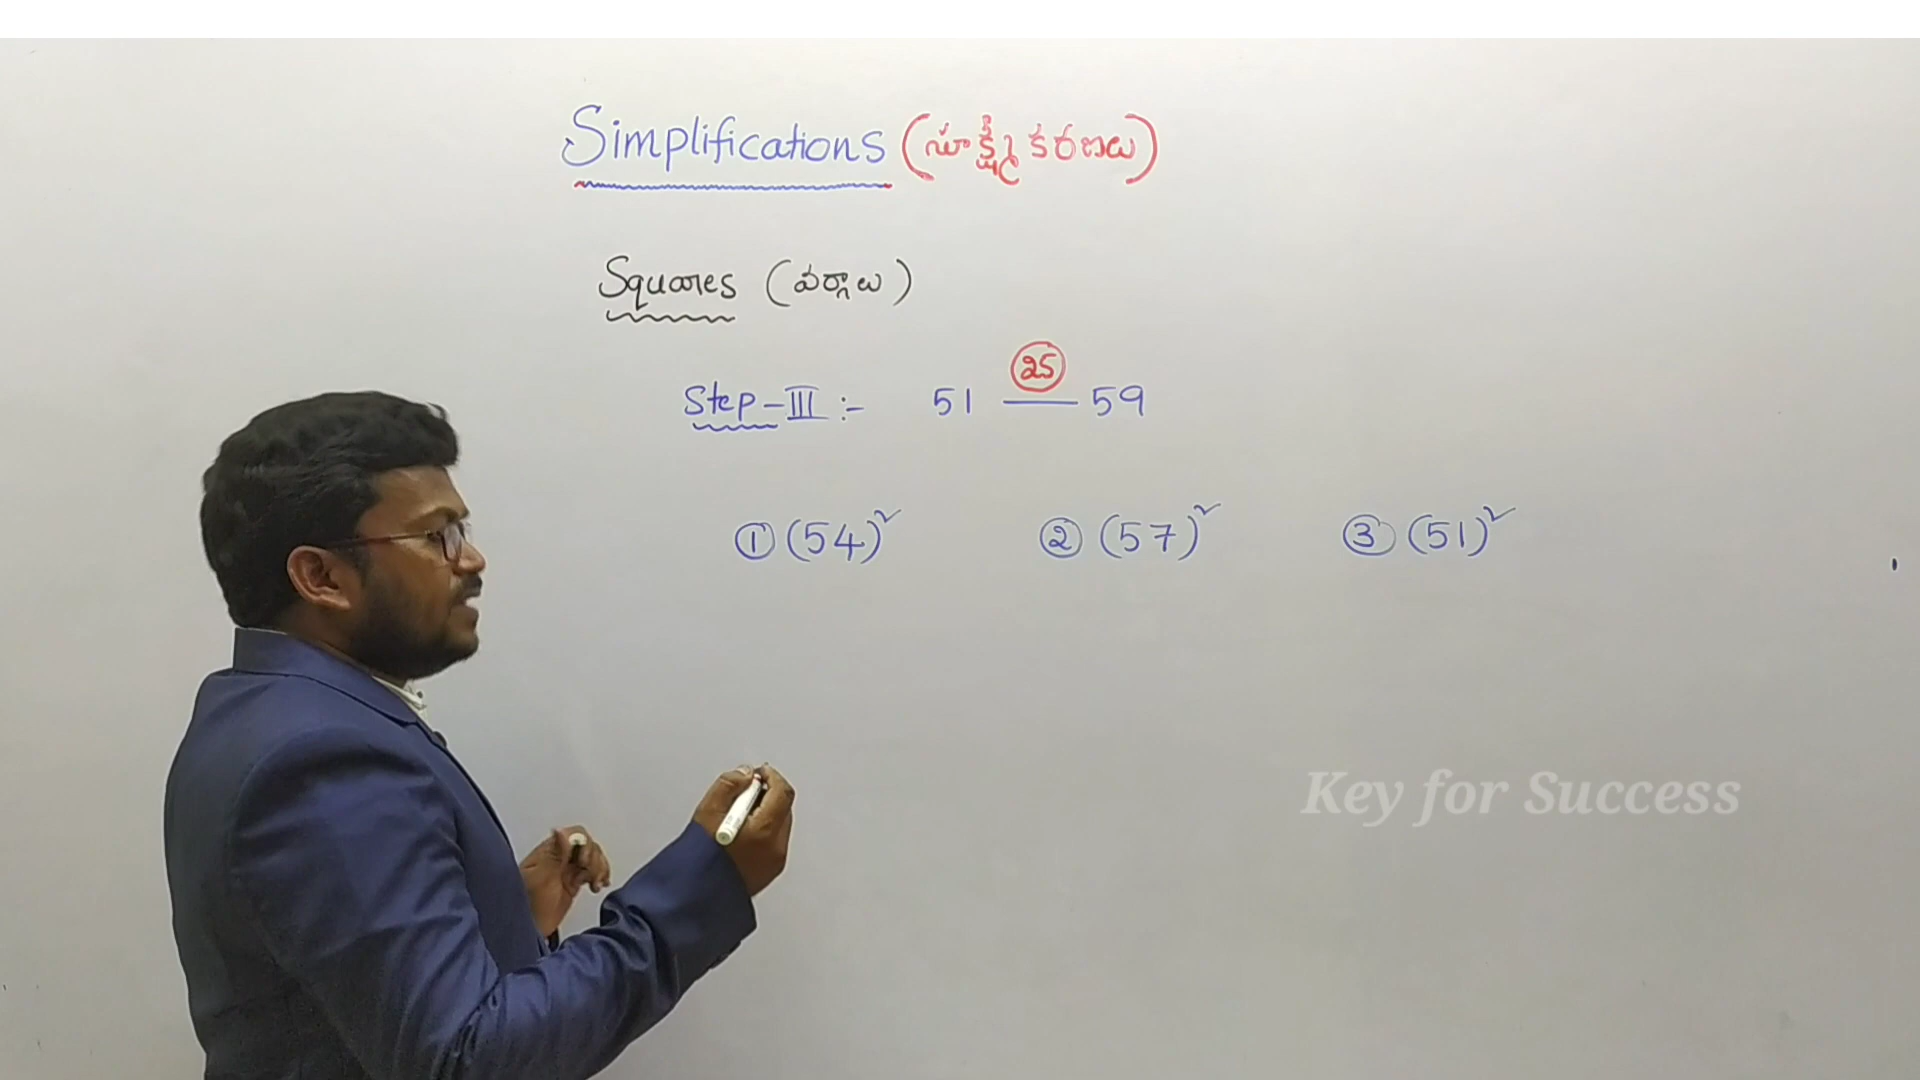 Simplifications (సూక్ష్మీకరణలు)
Squares (వర్గాలు)
25
Step-III :- 51 — 59
① (54)² ② (57)² ③ (51)²
Key for Success